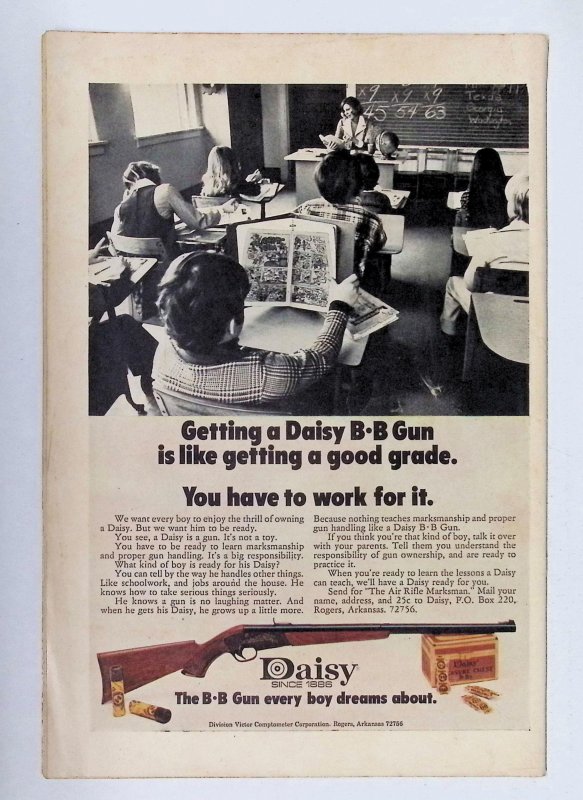 x9 x9 x9
45 54 63
Texas
Georgia
Getting a Daisy B·B Gun
is like getting a good grade.
You have to work for it.
We want every boy to enjoy the thrill of owning
a Daisy. But we want him to be ready.
You see, a Daisy is a gun. It's not a toy.
You have to be ready to learn marksmanship
and proper gun handling. It's a big responsibility.
What kind of boy is ready for his Daisy?
You can tell by the way he handles other things.
Like schoolwork, and jobs around the house. He
knows how to take serious things seriously.
He knows a gun is no laughing matter. And
when he gets his Daisy, he grows up a little more.
Because nothing teaches marksmanship and proper
gun handling like a Daisy B·B Gun.
If you think you're that kind of boy, talk it over
with your parents. Tell them you understand the
responsibility of gun ownership, and are ready to
practice it.
When you're ready to learn the lessons a Daisy
can teach, we'll have a Daisy ready for you.
Send for "The Air Rifle Marksman." Mail your
name, address, and 25c to Daisy, P.O. Box 220,
Rogers, Arkansas. 72756.
Daisy
SINCE 1886
Daisy
BBs
The B·B Gun every boy dreams about.
Division Victor Comptometer Corporation. Rogers, Arkansas 72756